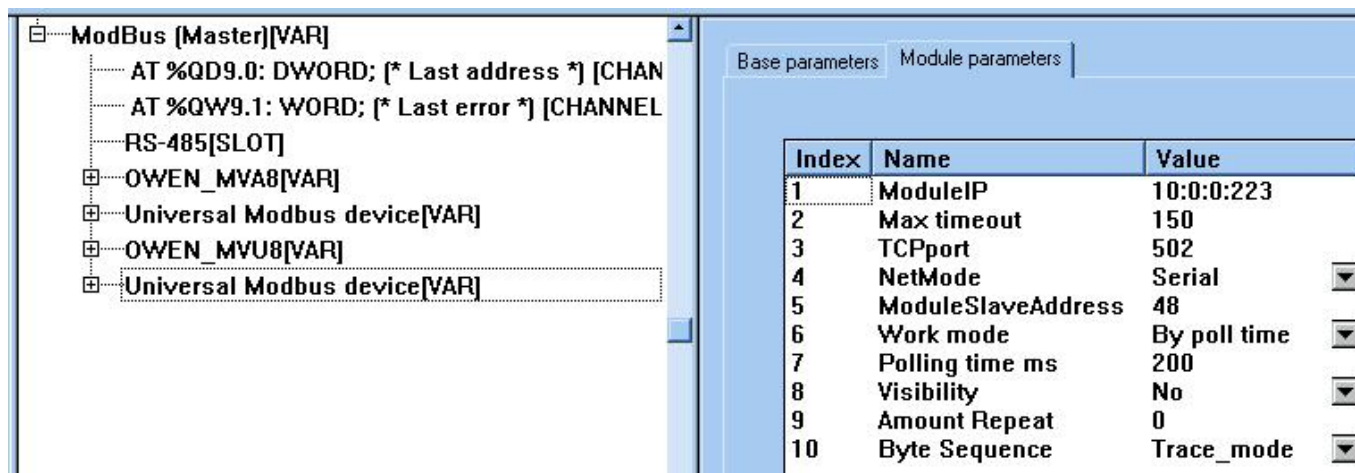 ModBus (Master)[VAR]
AT %QD9.0: DWORD; (* Last address *) [CHAN
AT %QW9.1: WORD; (* Last error *) [CHANNEL
RS-485[SLOT]
OWEN_MVA8[VAR]
Universal Modbus device[VAR]
OWEN_MVU8[VAR]
Universal Modbus device[VAR]
Base parameters Module parameters
Index Name Value
1 ModuleIP 10:0:0:223
2 Max timeout 150
3 TCPport 502
4 NetMode Serial
5 ModuleSlaveAddress 48
6 Work mode By poll time
7 Polling time ms 200
8 Visibility No
9 Amount Repeat 0
10 Byte Sequence Trace_mode